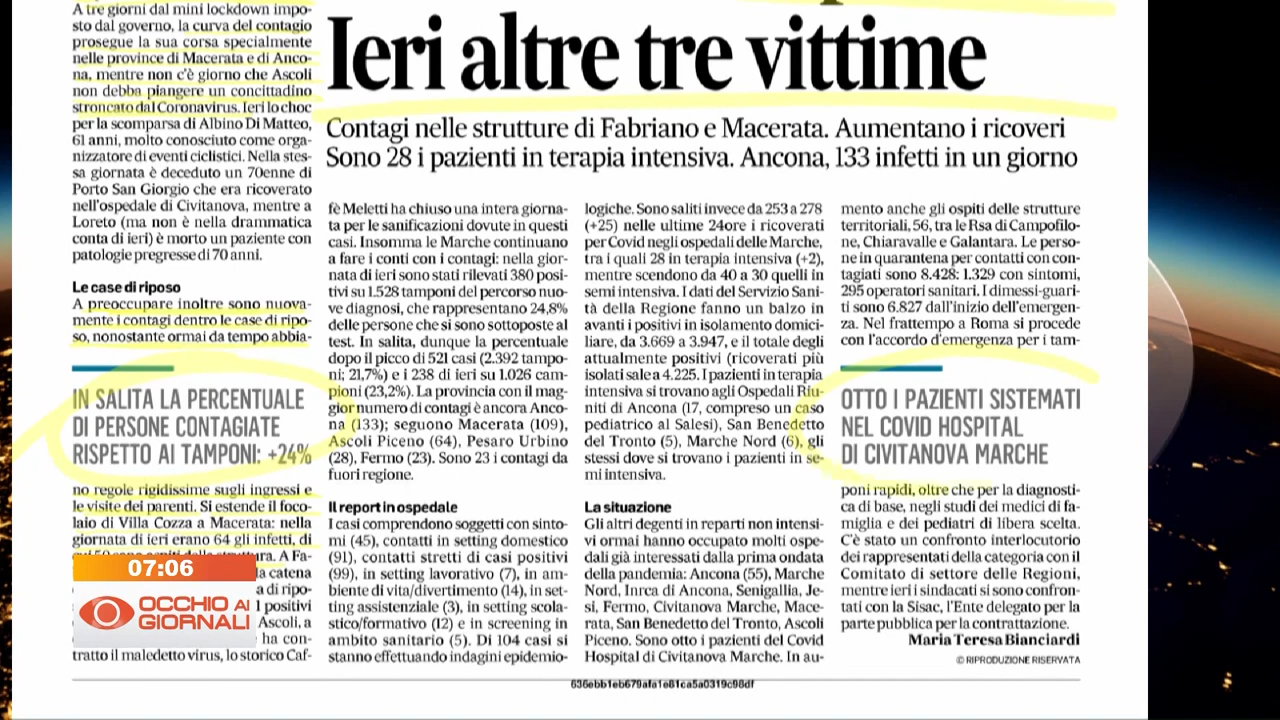 Ieri altre tre vittime
Contagi nelle strutture di Fabriano e Macerata. Aumentano i ricoveri
Sono 28 i pazienti in terapia intensiva. Ancona, 133 infetti in un giorno
A tre giorni dal mini lockdown impo-
sto dal governo, la curva del contagio
prosegue la sua corsa specialmente
nelle province di Macerata e di Anco-
na, mentre non c'è giorno che Ascoli
non debba piangere un concittadino
stroncato dal Coronavirus. Ieri lo choc
per la scomparsa di Albino Di Matteo,
61 anni, molto conosciuto come orga-
nizzatore di eventi ciclistici. Nella stes-
sa giornata è deceduto un 70enne di
Porto San Giorgio che era ricoverato
nell'ospedale di Civitanova, mentre a
Loreto (ma non è nella drammatica
conta di ieri) è morto un paziente con
patologie pregresse di 70 anni.
Le case di riposo
A preoccupare inoltre sono nuova-
mente i contagi dentro le case di ripo-
so, nonostante ormai da tempo abbia-
IN SALITA LA PERCENTUALE
DI PERSONE CONTAGIATE
RISPETTO AI TAMPONI: +24%
no regole rigidissime sugli ingressi e
le visite dei parenti. Si estende il foco-
laio di Villa Cozza a Macerata: nella
giornata di ieri erano 64 gli infetti, di
A Fa-
la catena
a di ripo-
1 positivi
Ascoli, a
ha con-
tratto il maledetto virus, lo storico Caf-
fè Meletti ha chiuso una intera giorna-
ta per le sanificazioni dovute in questi
casi. Insomma le Marche continuano
a fare i conti con i contagi: nella gior-
nata di ieri sono stati rilevati 380 posi-
tivi su 1.528 tamponi del percorso nuo-
ve diagnosi, che rappresentano 24,8%
delle persone che si sono sottoposte al
test. In salita, dunque la percentuale
dopo il picco di 521 casi (2.392 tampo-
ni; 21,7%) e i 238 di ieri su 1.026 cam-
pioni (23,2%). La provincia con il mag-
gior numero di contagi è ancora Anco-
na (133); seguono Macerata (109),
Ascoli Piceno (64), Pesaro Urbino
(28), Fermo (23). Sono 23 i contagi da
fuori regione.
Il report in ospedale
I casi comprendono soggetti con sinto-
mi (45), contatti in setting domestico
(91), contatti stretti di casi positivi
(99), in setting lavorativo (7), in am-
biente di vita/divertimento (14), in set-
ting assistenziale (3), in setting scola-
stico/formativo (12) e in screening in
ambito sanitario (5). Di 104 casi si
stanno effettuando indagini epidemio-
logiche. Sono saliti invece da 253 a 278
(+25) nelle ultime 24ore i ricoverati
per Covid negli ospedali delle Marche,
tra i quali 28 in terapia intensiva (+2),
mentre scendono da 40 a 30 quelli in
semi intensiva. I dati del Servizio Sani-
tà della Regione fanno un balzo in
avanti i positivi in isolamento domici-
liare, da 3.669 a 3.947, e il totale degli
attualmente positivi (ricoverati più
isolati sale a 4.225. I pazienti in terapia
intensiva si trovano agli Ospedali Riu-
niti di Ancona (17, compreso un caso
pediatrico al Salesi), San Benedetto
del Tronto (5), Marche Nord (6), gli
stessi dove si trovano i pazienti in se-
mi intensiva.
La situazione
Gli altri degenti in reparti non intensi-
vi ormai hanno occupato molti ospe-
dali già interessati dalla prima ondata
della pandemia: Ancona (55), Marche
Nord, Inrca di Ancona, Senigallia, Je-
si, Fermo, Civitanova Marche, Mace-
rata, San Benedetto del Tronto, Ascoli
Piceno. Sono otto i pazienti del Covid
Hospital di Civitanova Marche. In au-
mento anche gli ospiti delle strutture
territoriali, 56, tra le Rsa di Campofilo-
ne, Chiaravalle e Galantara. Le perso-
ne in quarantena per contatti con con-
tagiati sono 8.428: 1.329 con sintomi,
295 operatori sanitari. I dimessi-guari-
ti sono 6.827 dall'inizio dell'emergen-
za. Nel frattempo a Roma si procede
con l'accordo d'emergenza per i tam-
OTTO I PAZIENTI SISTEMATI
NEL COVID HOSPITAL
DI CIVITANOVA MARCHE
poni rapidi, oltre che per la diagnosti-
ca di base, negli studi dei medici di fa-
miglia e dei pediatri di libera scelta.
C'è stato un confronto interlocutorio
dei rappresentati della categoria con il
Comitato di settore delle Regioni,
mentre ieri i sindacati si sono confron-
tati con la Sisac, l'Ente delegato per la
parte pubblica per la contrattazione.
Maria Teresa Bianciardi
© RIPRODUZIONE RISERVATA
636ebb1eb679afa1e81ca5a0319c98df
07:06
OCCHIO AI
GIORNALI